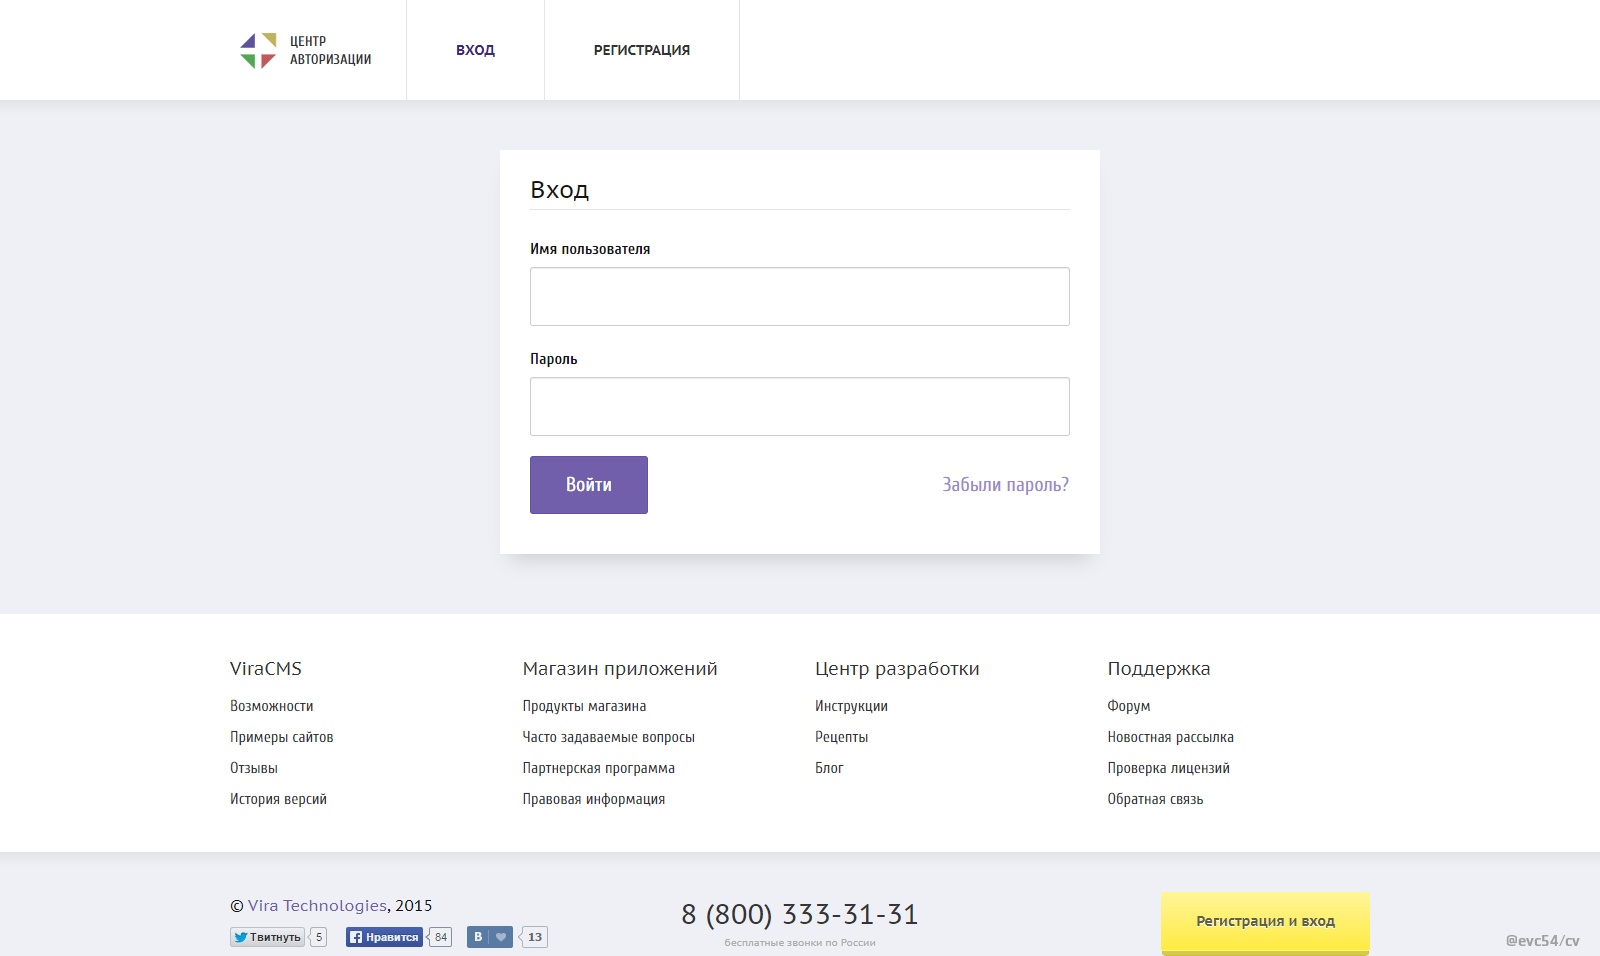 ЦЕНТР
АВТОРИЗАЦИИ
ВХОД
РЕГИСТРАЦИЯ
Вход
Имя пользователя
Пароль
Войти
Забыли пароль?
ViraCMS
Возможности
Примеры сайтов
Отзывы
История версий
Магазин приложений
Продукты магазина
Часто задаваемые вопросы
Партнерская программа
Правовая информация
Центр разработки
Инструкции
Рецепты
Блог
Поддержка
Форум
Новостная рассылка
Проверка лицензий
Обратная связь
© Vira Technologies, 2015
Твитнуть 5
Нравится 84
В 13
8 (800) 333-31-31
бесплатные звонки по России
Регистрация и вход
@evc54/cv